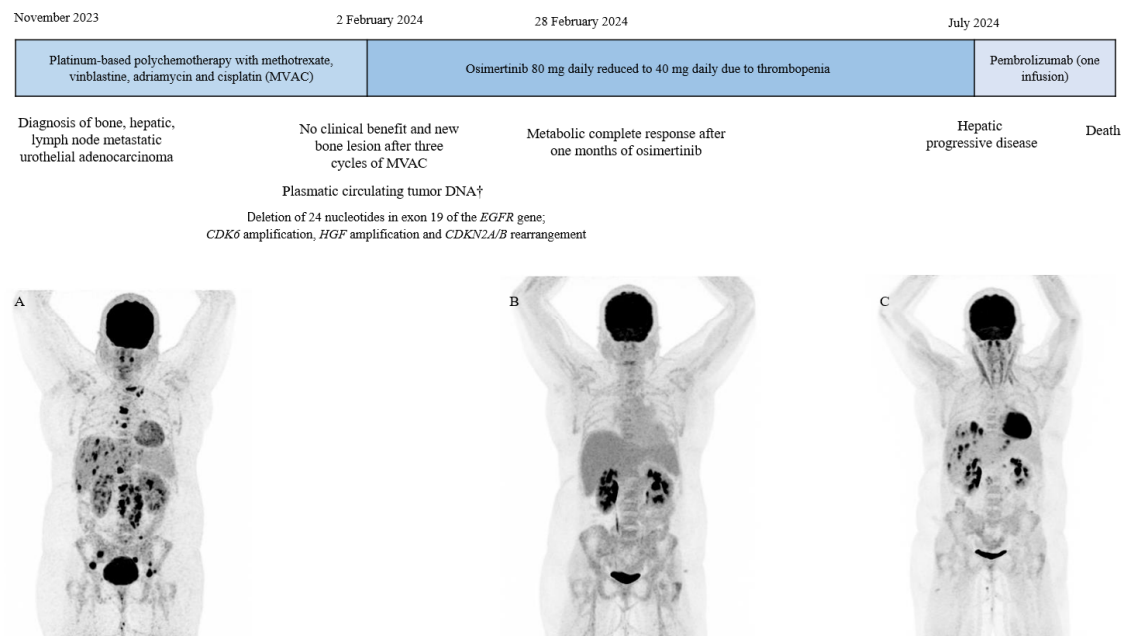 November 2023
2 February 2024
28 February 2024
July 2024
Platinum-based polychemotherapy with methotrexate,
vinblastine, adriamycin and cisplatin (MVAC)
Osimertinib 80 mg daily reduced to 40 mg daily due to thrombopenia
Pembrolizumab (one
infusion)
Diagnosis of bone, hepatic,
lymph node metastatic
urothelial adenocarcinoma
No clinical benefit and new
bone lesion after three
cycles of MVAC
Metabolic complete response after
one months of osimertinib
Hepatic
progressive disease
Death
Plasmatic circulating tumor DNA†
Deletion of 24 nucleotides in exon 19 of the EGFR gene;
CDK6 amplification, HGF amplification and CDKN2A/B rearrangement
A
B
C